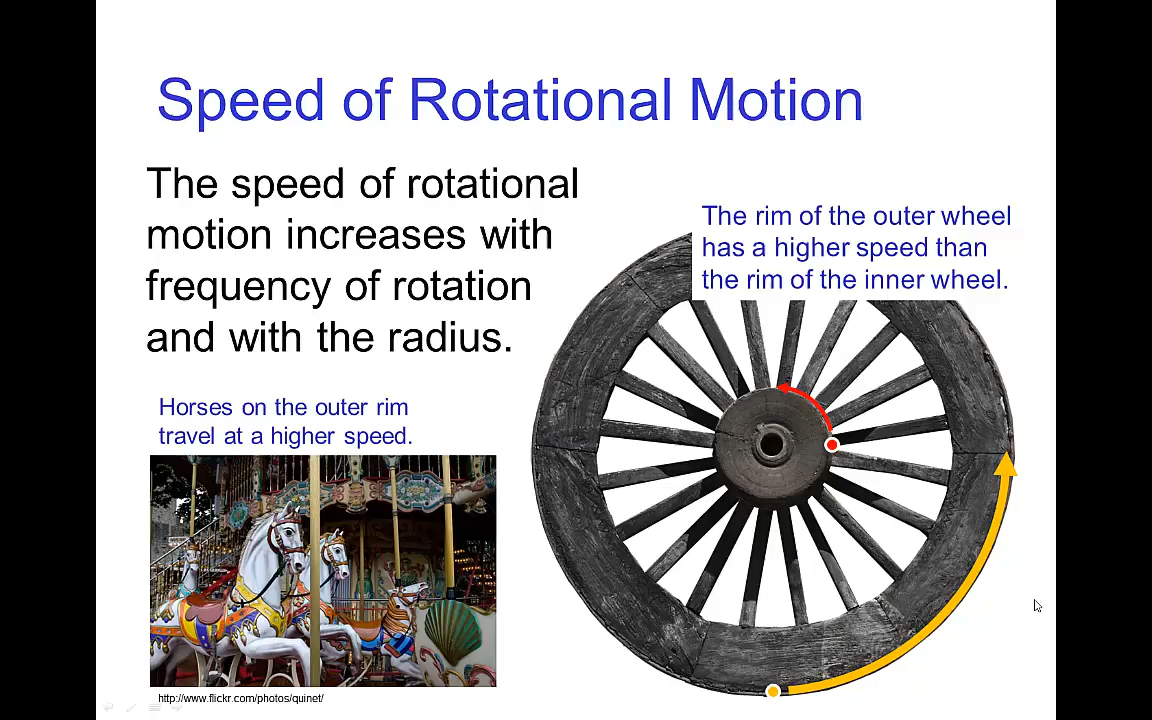 Speed of Rotational Motion
The speed of rotational
motion increases with
frequency of rotation
and with the radius.
The rim of the outer wheel
has a higher speed than
the rim of the inner wheel.
Horses on the outer rim
travel at a higher speed.
http://www.flickr.com/photos/quinet/